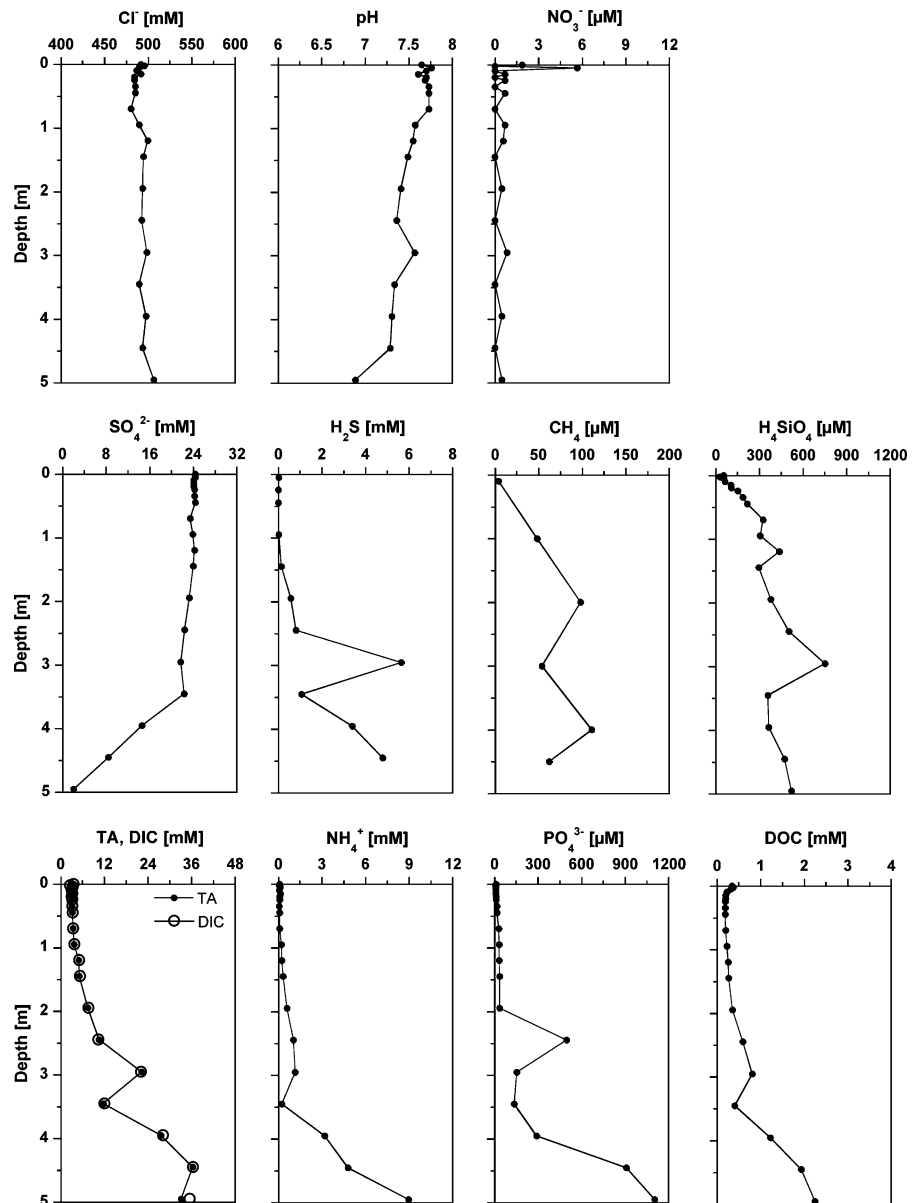 Cl⁻ [mM] pH NO₃⁻ [µM]
400 450 500 550 600 6 6.5 7 7.5 8 0 3 6 9 12
0
1
2
3
4
5
Depth [m]
SO₄²⁻ [mM] H₂S [mM] CH₄ [µM] H₄SiO₄ [µM]
0 8 16 24 32 0 2 4 6 8 0 50 100 150 200 0 300 600 900 1200
0
1
2
3
4
5
Depth [m]
TA, DIC [mM] NH₄⁺ [mM] PO₄³⁻ [µM] DOC [mM]
0 12 24 36 48 0 3 6 9 12 0 300 600 900 1200 0 1 2 3 4
0
TA
DIC
1
2
3
4
5
Depth [m]